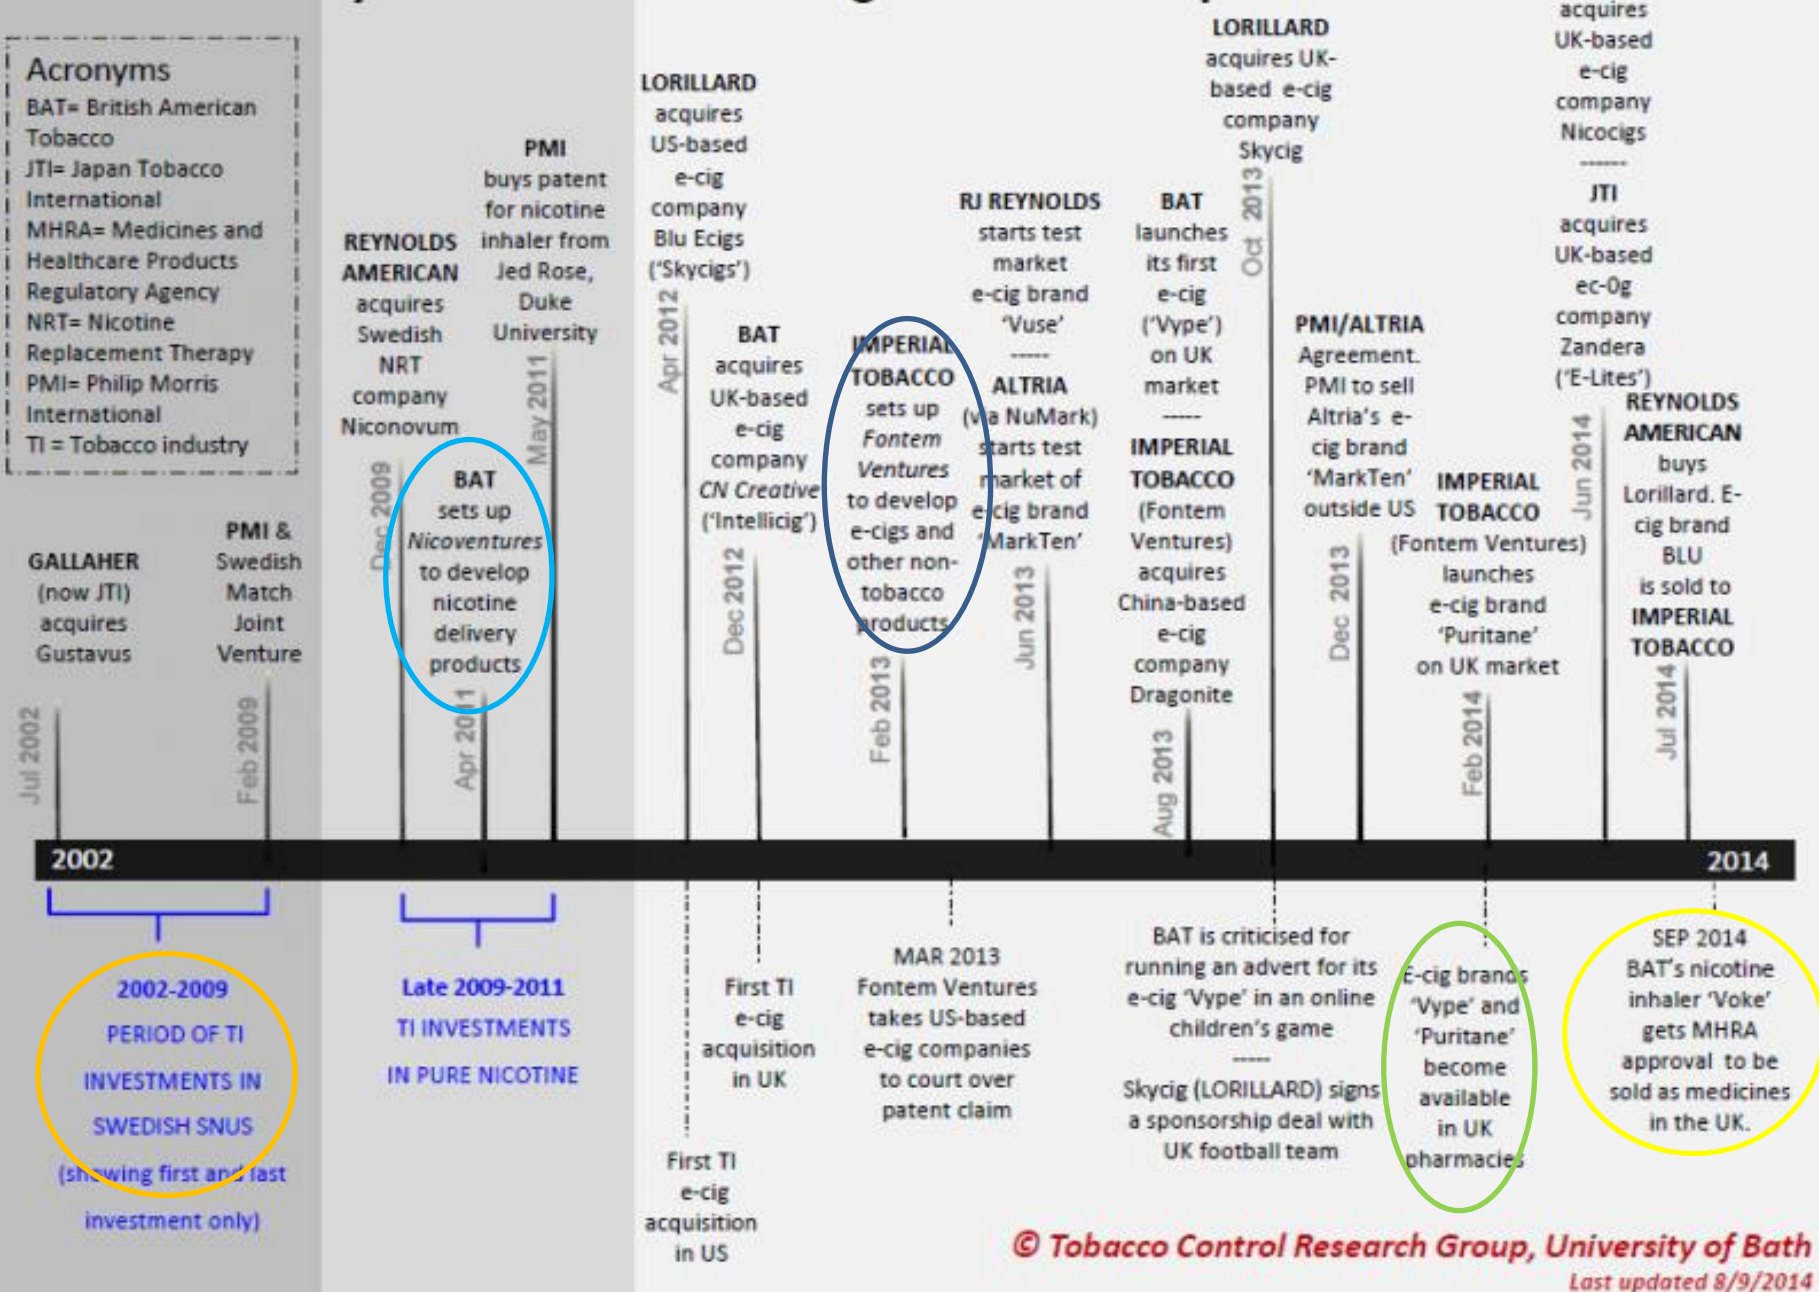 Acronyms
BAT= British American
Tobacco
JTI= Japan Tobacco
International
MHRA= Medicines and
Healthcare Products
Regulatory Agency
NRT= Nicotine
Replacement Therapy
PMI= Philip Morris
International
TI = Tobacco industry
GALLAHER
(now JTI)
acquires
Gustavus
Jul 2002
PMI &
Swedish
Match
Joint
Venture
Feb 2009
REYNOLDS
AMERICAN
acquires
Swedish
NRT
company
Niconovum
Dec 2009
BAT
sets up
Nicoventures
to develop
nicotine
delivery
products
Apr 2011
PMI
buys patent
for nicotine
inhaler from
Jed Rose,
Duke
University
May 2011
LORILLARD
acquires
US-based
e-cig
company
Blu Ecigs
('Skycigs')
Apr 2012
BAT
acquires
UK-based
e-cig
company
CN Creative
('Intellicig')
Dec 2012
IMPERIAL
TOBACCO
sets up
Fontem
Ventures
to develop
e-cigs and
other non-
tobacco
products
Feb 2013
RJ REYNOLDS
starts test
market
e-cig brand
'Vuse'
-----
ALTRIA
(via NuMark)
starts test
market of
e-cig brand
'MarkTen'
Jun 2013
BAT
launches
its first
e-cig
('Vype')
on UK
market
-----
IMPERIAL
TOBACCO
(Fontem
Ventures)
acquires
China-based
e-cig
company
Dragonite
Aug 2013
LORILLARD
acquires UK-
based e-cig
company
Skycig
Oct 2013
PMI/ALTRIA
Agreement.
PMI to sell
Altria's e-
cig brand
'MarkTen'
outside US
Dec 2013
IMPERIAL
TOBACCO
(Fontem Ventures)
launches
e-cig brand
'Puritane'
on UK market
Feb 2014
acquires
UK-based
e-cig
company
Nicocigs
------
JTI
acquires
UK-based
ec-0g
company
Zandera
('E-Lites')
Jun 2014
REYNOLDS
AMERICAN
buys
Lorillard. E-
cig brand
BLU
is sold to
IMPERIAL
TOBACCO
Jul 2014
2002
2014
2002-2009
PERIOD OF TI
INVESTMENTS IN
SWEDISH SNUS
(showing first and last
investment only)
Late 2009-2011
TI INVESTMENTS
IN PURE NICOTINE
First TI
e-cig
acquisition
in US
First TI
e-cig
acquisition
in UK
MAR 2013
Fontem Ventures
takes US-based
e-cig companies
to court over
patent claim
BAT is criticised for
running an advert for its
e-cig 'Vype' in an online
children's game
-----
Skycig (LORILLARD) signs
a sponsorship deal with
UK football team
E-cig brands
'Vype' and
'Puritane'
become
available
in UK
pharmacies
SEP 2014
BAT's nicotine
inhaler 'Voke'
gets MHRA
approval to be
sold as medicines
in the UK.
© Tobacco Control Research Group, University of Bath
Last updated 8/9/2014